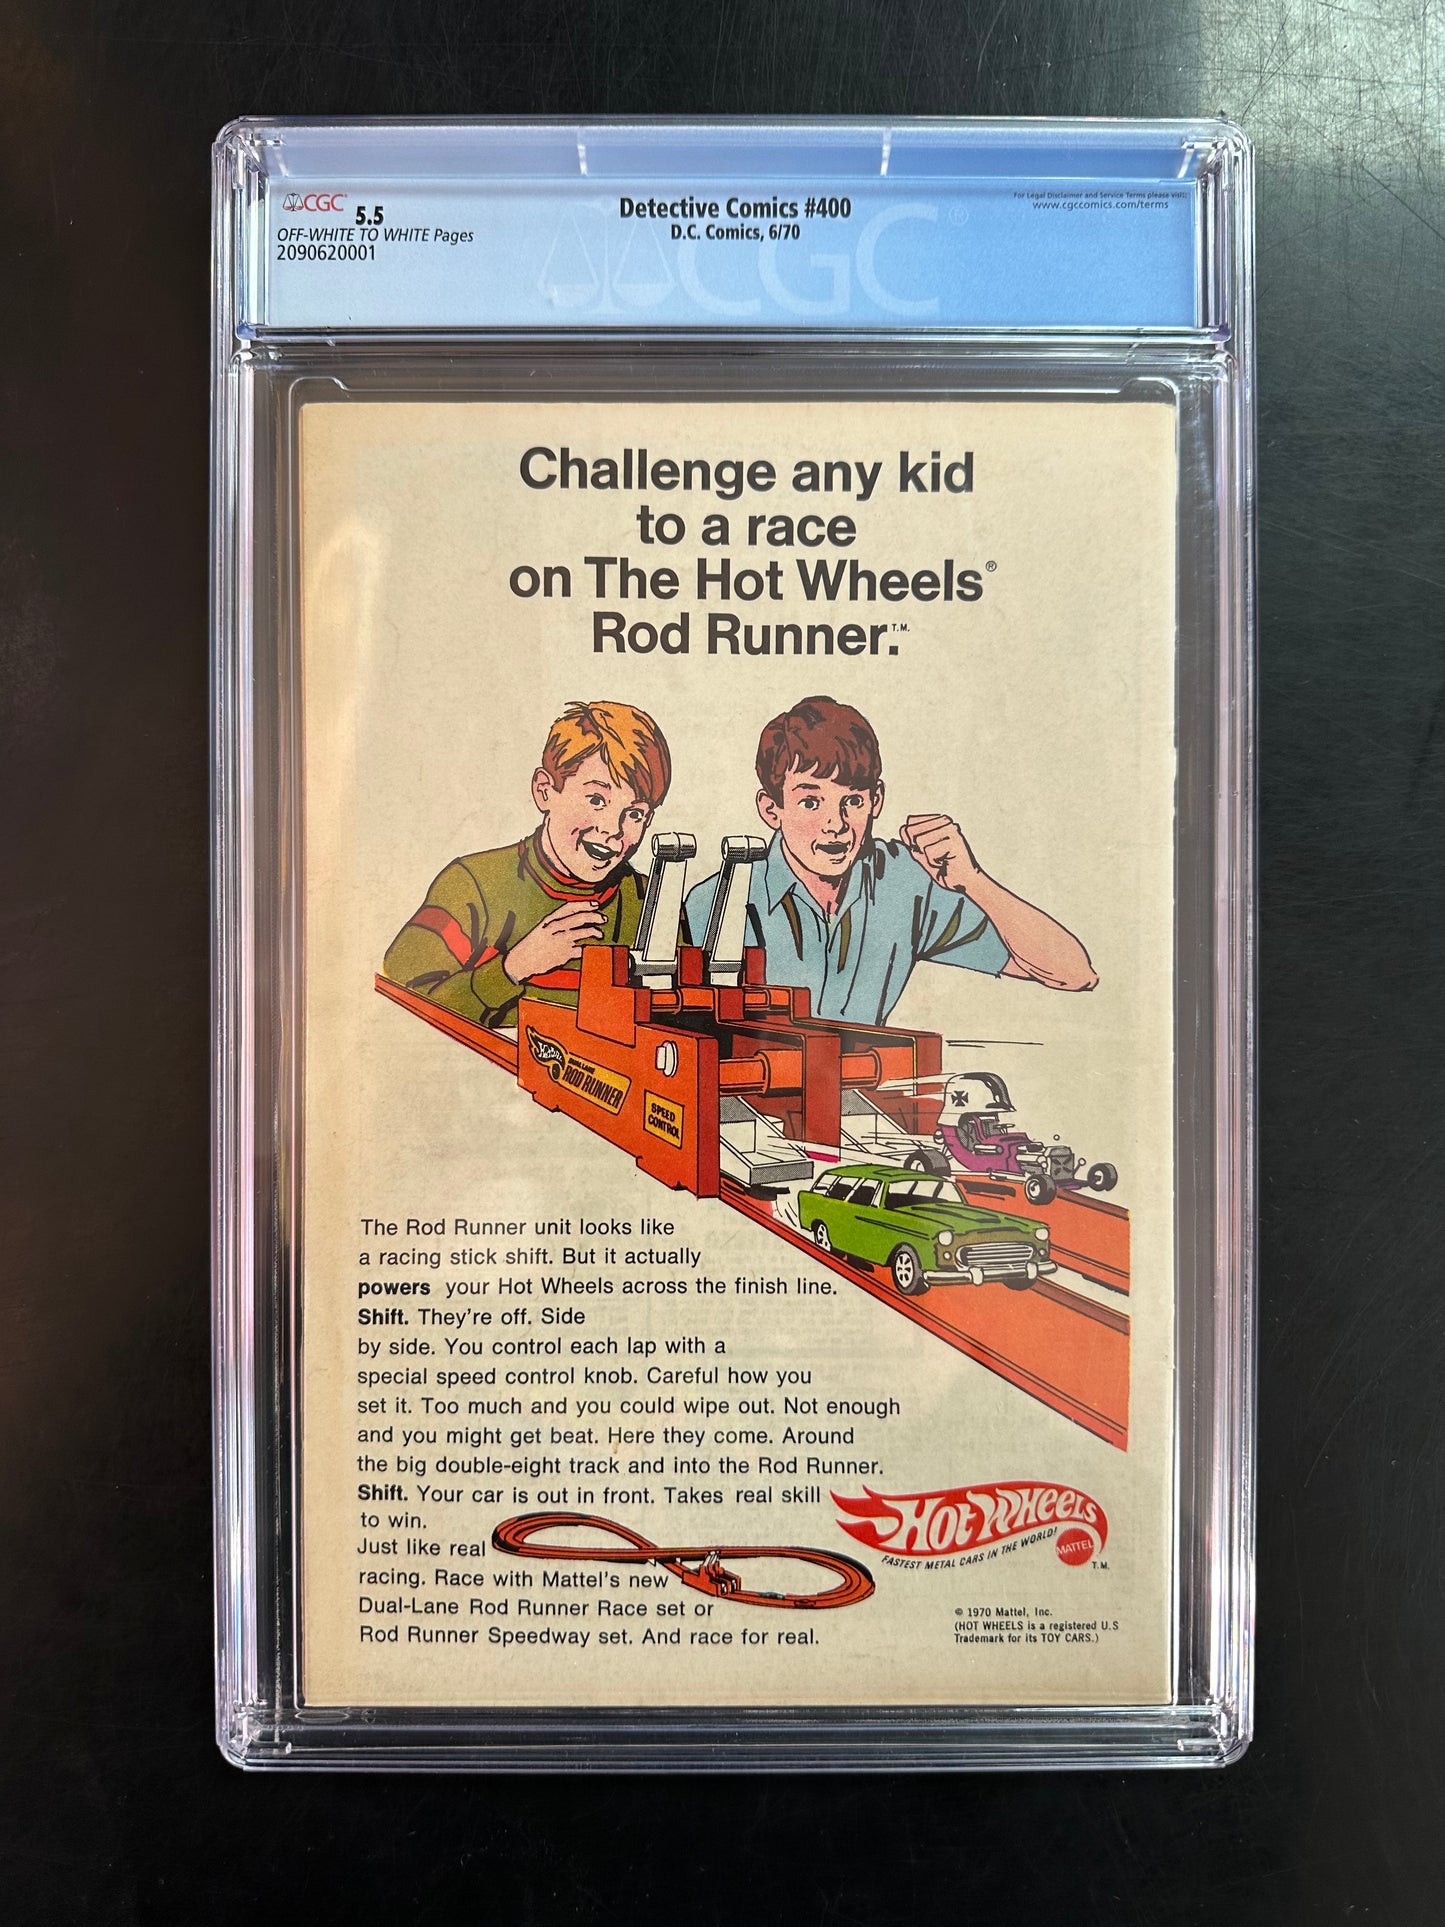 CGC® 5.5
OFF-WHITE TO WHITE Pages
2090620001
Detective Comics #400
D.C. Comics, 6/70
For Legal Disclaimer and Service Terms please visit:
www.cgccomics.com/terms
CGC®
Challenge any kid
to a race
on The Hot Wheels®
Rod Runner.T.M.
DUAL-LANE
ROD RUNNER
SPEED
CONTROL
The Rod Runner unit looks like
a racing stick shift. But it actually
powers your Hot Wheels across the finish line.
Shift. They're off. Side
by side. You control each lap with a
special speed control knob. Careful how you
set it. Too much and you could wipe out. Not enough
and you might get beat. Here they come. Around
the big double-eight track and into the Rod Runner.
Shift. Your car is out in front. Takes real skill
to win.
Just like real
racing. Race with Mattel's new
Dual-Lane Rod Runner Race set or
Rod Runner Speedway set. And race for real.
HOT WHEELS
FASTEST METAL CARS IN THE WORLD!
MATTEL
T.M.
© 1970 Mattel, Inc.
(HOT WHEELS is a registered U.S
Trademark for its TOY CARS.)